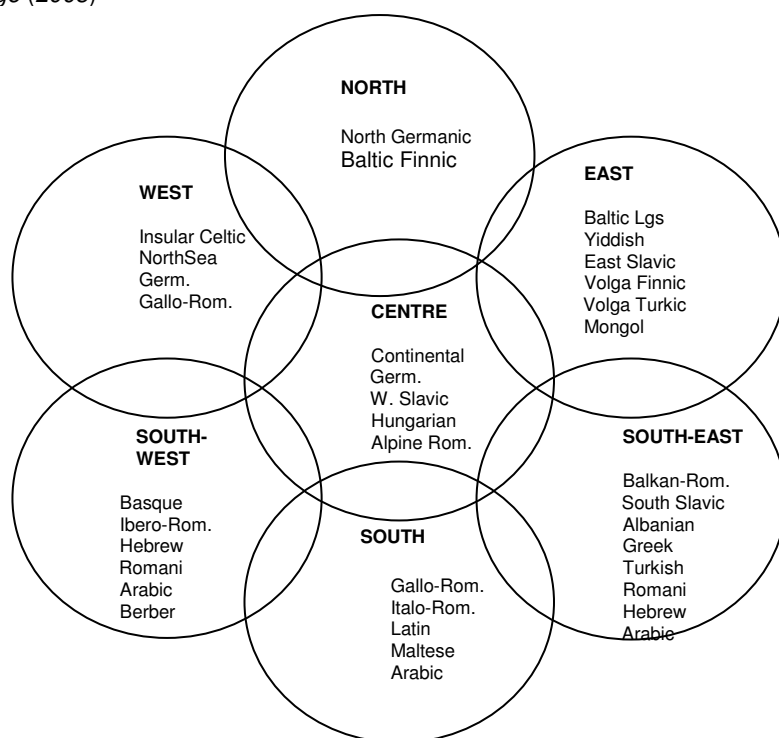 (2003)
NORTH
North Germanic
Baltic Finnic
WEST
Insular Celtic
NorthSea
Germ.
Gallo-Rom.
EAST
Baltic Lgs
Yiddish
East Slavic
Volga Finnic
Volga Turkic
Mongol
CENTRE
Continental
Germ.
W. Slavic
Hungarian
Alpine Rom.
SOUTH-
WEST
Basque
Ibero-Rom.
Hebrew
Romani
Arabic
Berber
SOUTH-EAST
Balkan-Rom.
South Slavic
Albanian
Greek
Turkish
Romani
Hebrew
Arabic
SOUTH
Gallo-Rom.
Italo-Rom.
Latin
Maltese
Arabic